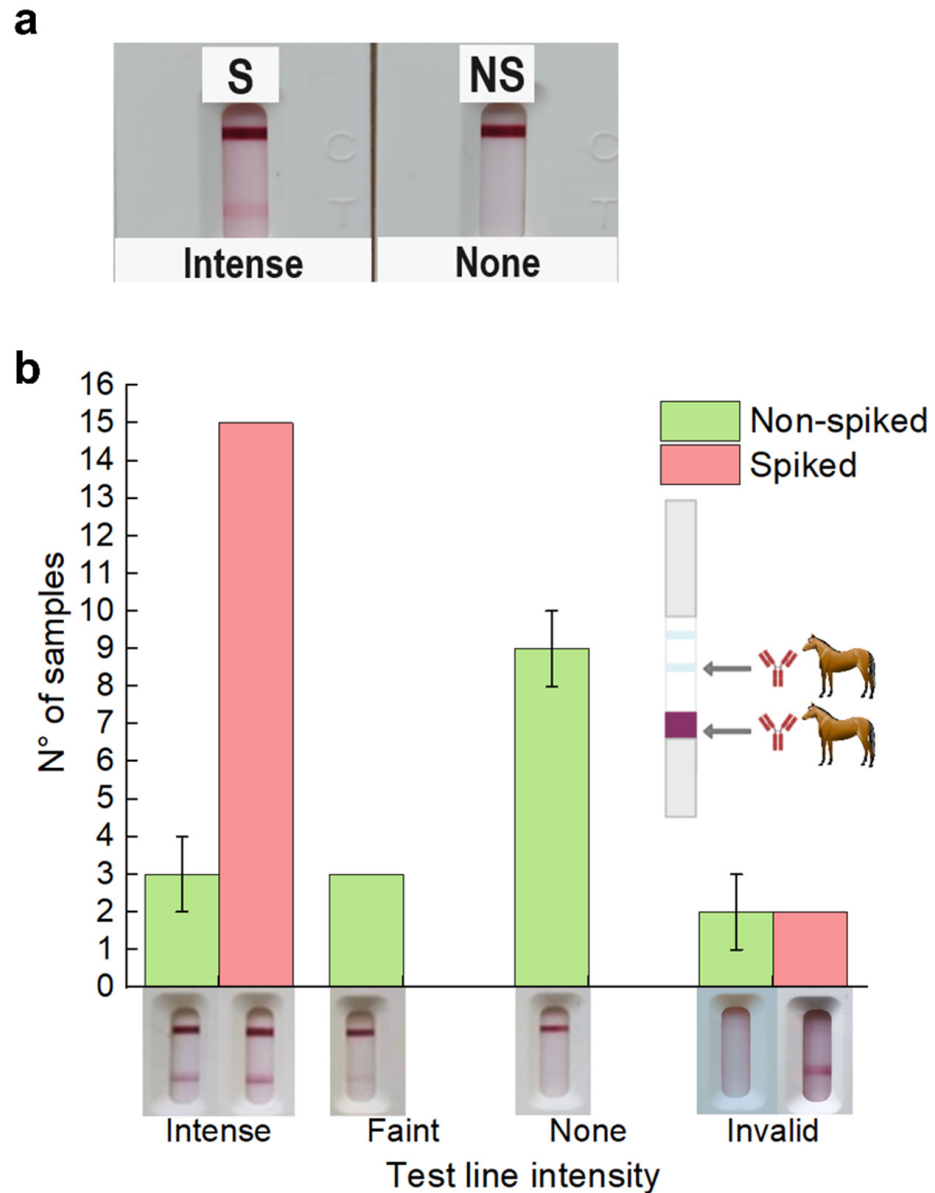 a
S NS
C C
T T
Intense None
b
16
15
14
13
12
11
10
9
8
7
6
5
4
3
2
1
0
N° of samples
Non-spiked
Spiked
Intense Faint None Invalid
Test line intensity